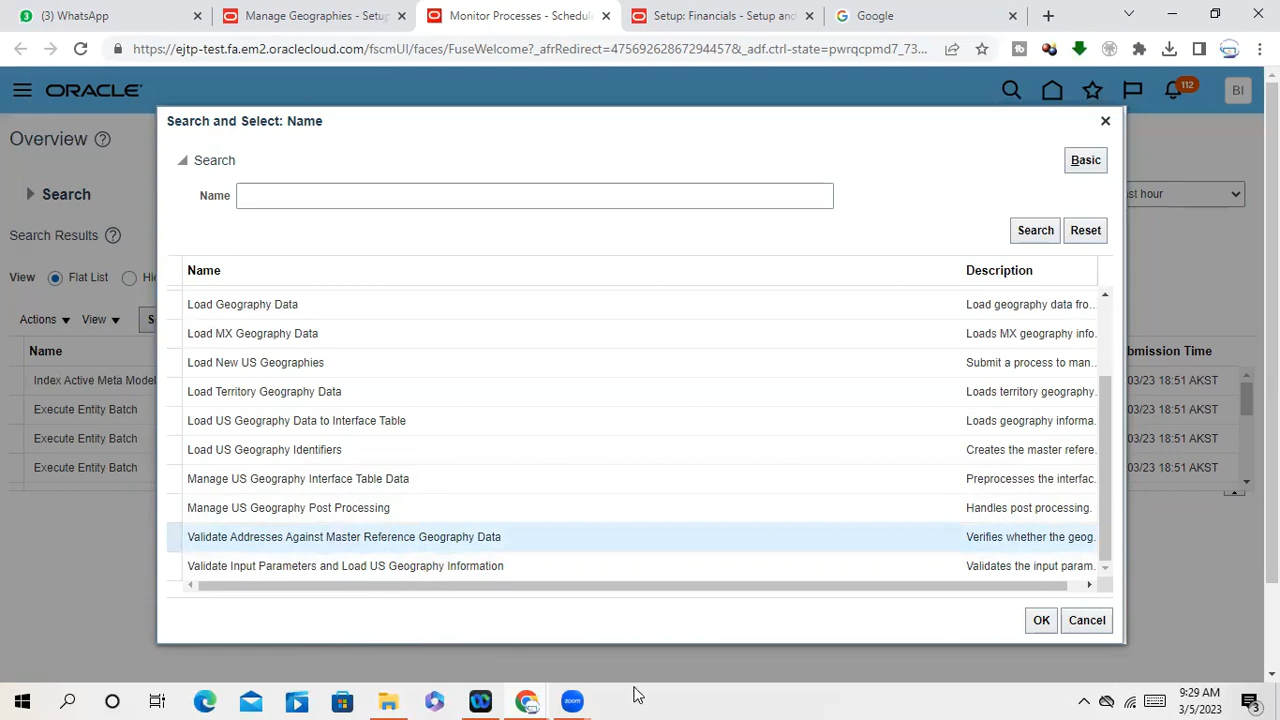 (3) WhatsApp
Manage Geographies - Setup
Monitor Processes - Schedule
Setup: Financials - Setup and
Google
https://ejtp-test.fa.em2.oraclecloud.com/fscmUI/faces/FuseWelcome?_afrRedirect=47569262867294457&_adf.ctrl-state=pwrqcpmd7_73...
ORACLE
112
BI
Overview
Search
Search Results
View Flat List Hie
Actions View S
Name
Index Active Meta Model
Execute Entity Batch
Execute Entity Batch
Execute Entity Batch
Search and Select: Name
Search
Basic
Name
Search Reset
Name Description
Load Geography Data Load geography data fro...
Load MX Geography Data Loads MX geography info.
Load New US Geographies Submit a process to man...
Load Territory Geography Data Loads territory geography.
Load US Geography Data to Interface Table Loads geography informa.
Load US Geography Identifiers Creates the master refere.
Manage US Geography Interface Table Data Preprocesses the interfac.
Manage US Geography Post Processing Handles post processing.
Validate Addresses Against Master Reference Geography Data Verifies whether the geog.
Validate Input Parameters and Load US Geography Information Validates the input param.
OK Cancel
st hour
bmission Time
03/23 18:51 AKST
03/23 18:51 AKST
03/23 18:51 AKST
03/23 18:51 AKST
zoom
9:29 AM
3/5/2023
3